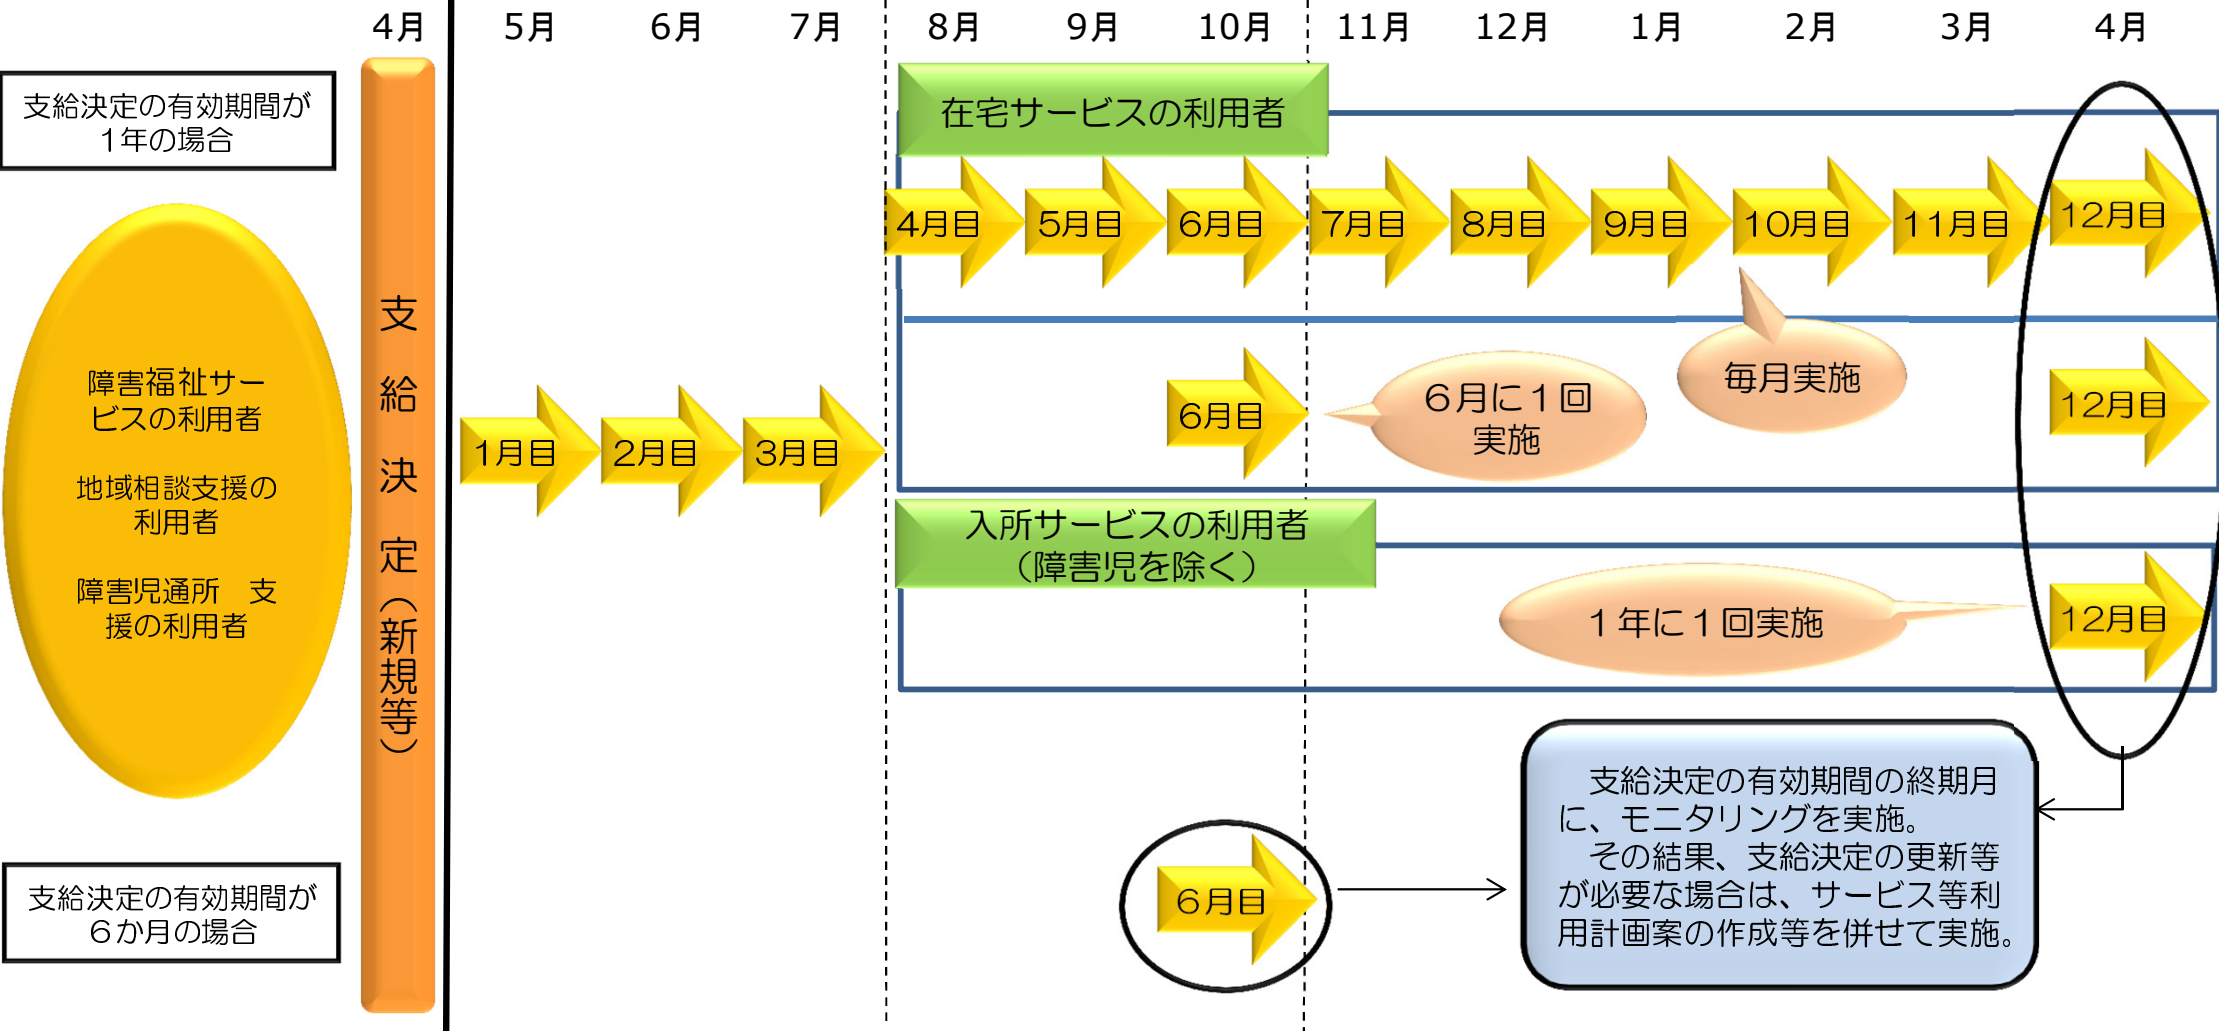 4月
5月
6月
7月
8月
9月
10月
11月
12月
1月
2月
3月
4月
支給決定の有効期間が
1年の場合
障害福祉サー
ビスの利用者
地域相談支援の
利用者
障害児通所　支
援の利用者
支給決定の有効期間が
６か月の場合
支給決定（新規等）
1月目
2月目
3月目
在宅サービスの利用者
4月目
5月目
6月目
7月目
8月目
9月目
10月目
11月目
12月目
毎月実施
6月目
６月に１回
実施
12月目
入所サービスの利用者
（障害児を除く）
１年に１回実施
12月目
６月目
支給決定の有効期間の終期月
に、モニタリングを実施。
その結果、支給決定の更新等
が必要な場合は、サービス等利
用計画案の作成等を併せて実施。